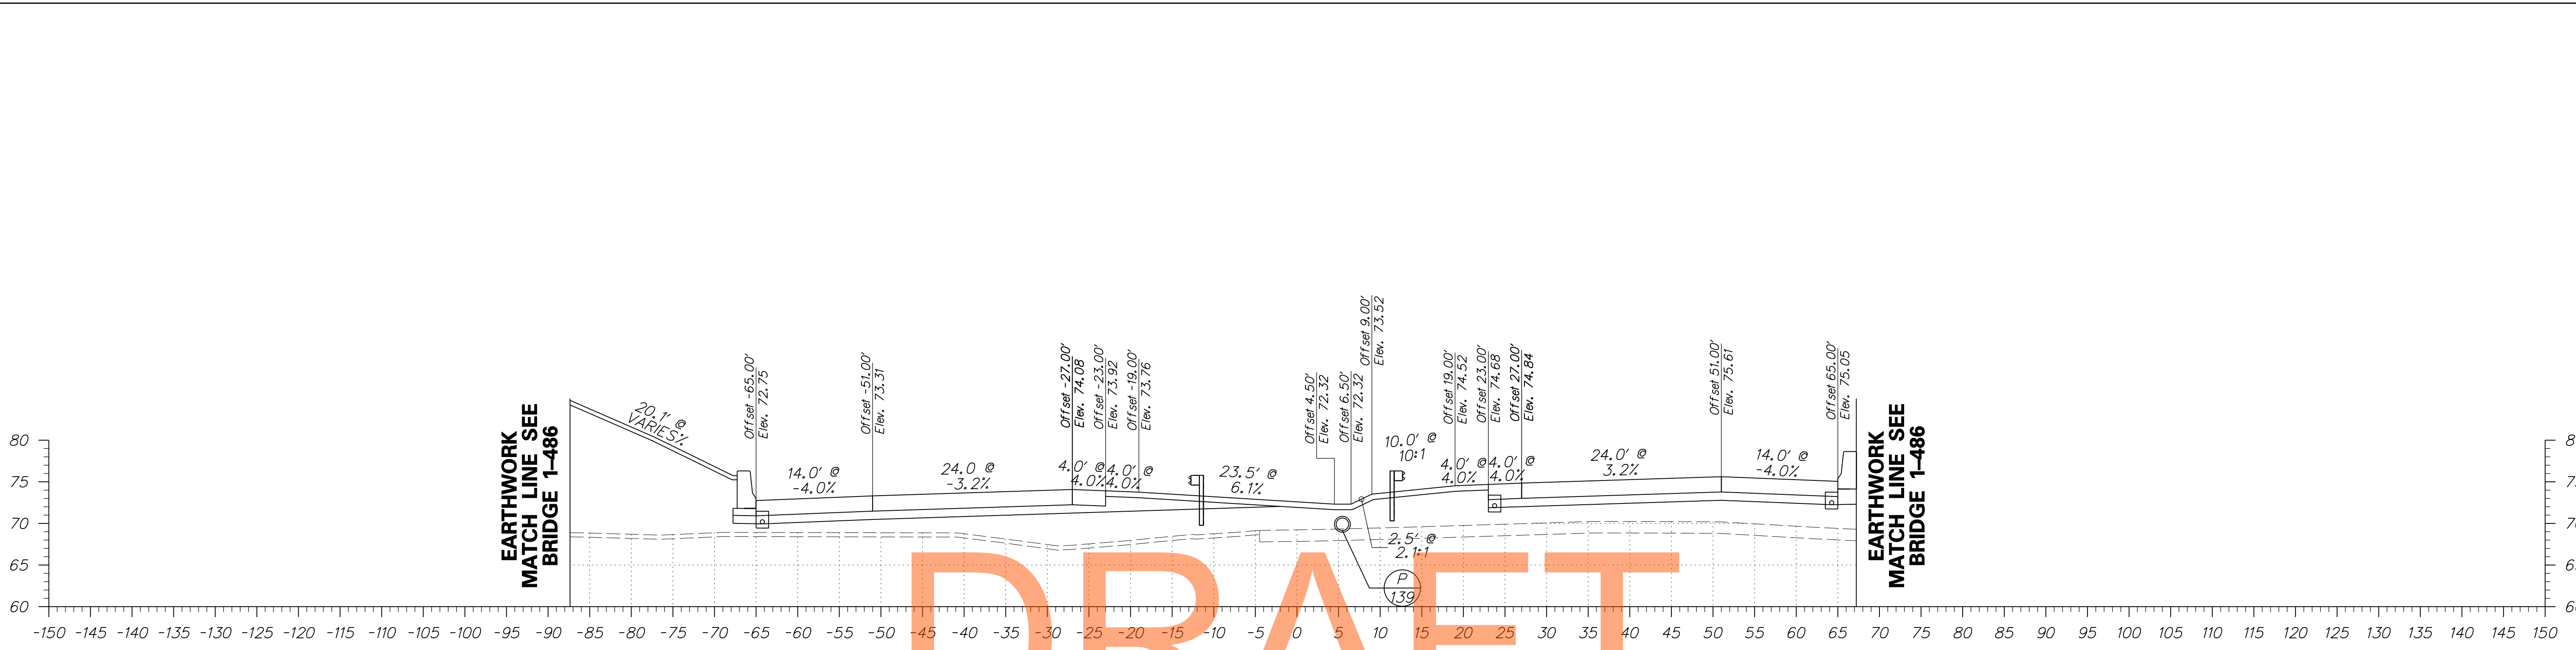 Offset 9.00'
Elev. 73.52
Offset -65.00'
Elev. 72.75
Offset -51.00'
Elev. 73.31
Offset -27.00'
Elev. 74.08
Offset -23.00'
Elev. 73.92
Offset -19.00'
Elev. 73.76
Offset 4.50'
Elev. 72.32
Offset 6.50'
Elev. 72.32
Offset 19.00'
Elev. 74.52
Offset 23.00'
Elev. 74.68
Offset 27.00'
Elev. 74.84
Offset 51.00'
Elev. 75.61
Offset 65.00'
Elev. 75.05
EARTHWORK
MATCH LINE SEE
BRIDGE 1-486
20.1' @
VARIES%
14.0' @
-4.0%
24.0 @
-3.2%
4.0' @
4.0%
4.0' @
4.0%
23.5' @
6.1%
10.0' @
10:1
4.0' @
4.0%
4.0' @
4.0%
24.0' @
3.2%
14.0' @
-4.0%
2.5' @
2.1:1
P
139
EARTHWORK
MATCH LINE SEE
BRIDGE 1-486
80
75
70
65
60
DRAFT
-150 -145 -140 -135 -130 -125 -120 -115 -110 -105 -100 -95 -90 -85 -80 -75 -70 -65 -60 -55 -50 -45 -40 -35 -30 -25 -20 -15 -10 -5 0 5 10 15 20 25 30 35 40 45 50 55 60 65 70 75 80 85 90 95 100 105 110 115 120 125 130 135 140 145 150